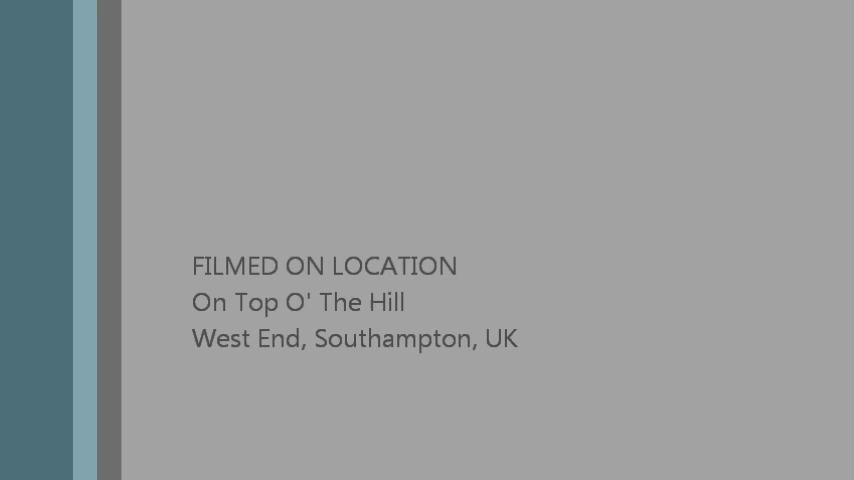 FILMED ON LOCATION
On Top O' The Hill
West End, Southampton, UK